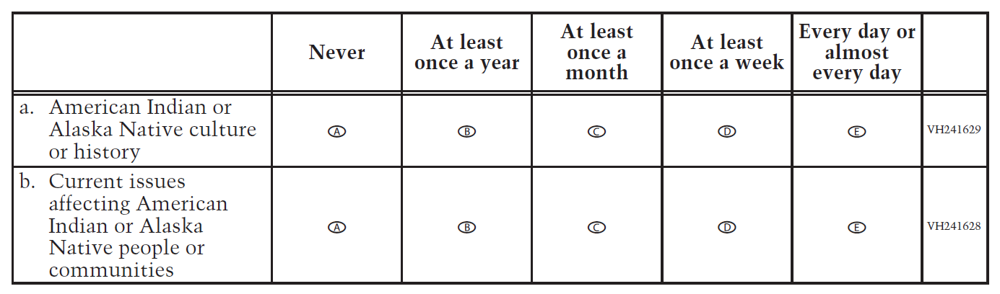 Never
At least
once a year
At least
once a
month
At least
once a week
Every day or
almost
every day
a. American Indian or
Alaska Native culture
or history
A
B
C
D
E
VH241629
b. Current issues
affecting American
Indian or Alaska
Native people or
communities
A
B
C
D
E
VH241628